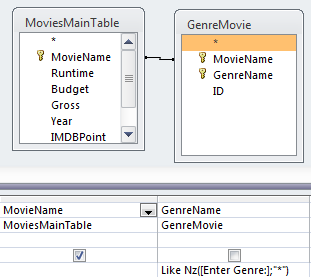 MoviesMainTable
*
MovieName
Runtime
Budget
Gross
Year
IMDBPoint
GenreMovie
*
MovieName
GenreName
ID
MovieName GenreName
MoviesMainTable GenreMovie
Like Nz([Enter Genre:];"*")